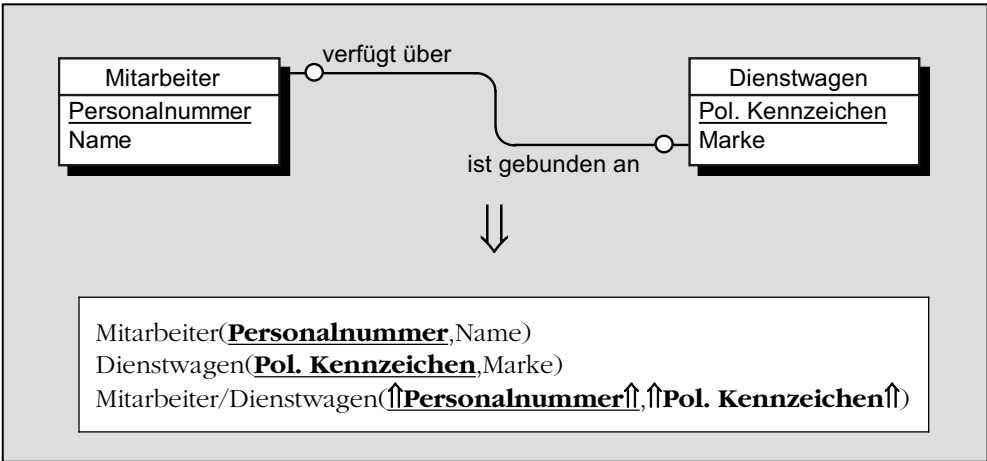 verfügt über
Mitarbeiter
Personalnummer
Name
Dienstwagen
Pol. Kennzeichen
Marke
ist gebunden an
⇓
Mitarbeiter(Personalnummer,Name)
Dienstwagen(Pol. Kennzeichen,Marke)
Mitarbeiter/Dienstwagen(⇑Personalnummer⇑,⇑Pol. Kennzeichen⇑)